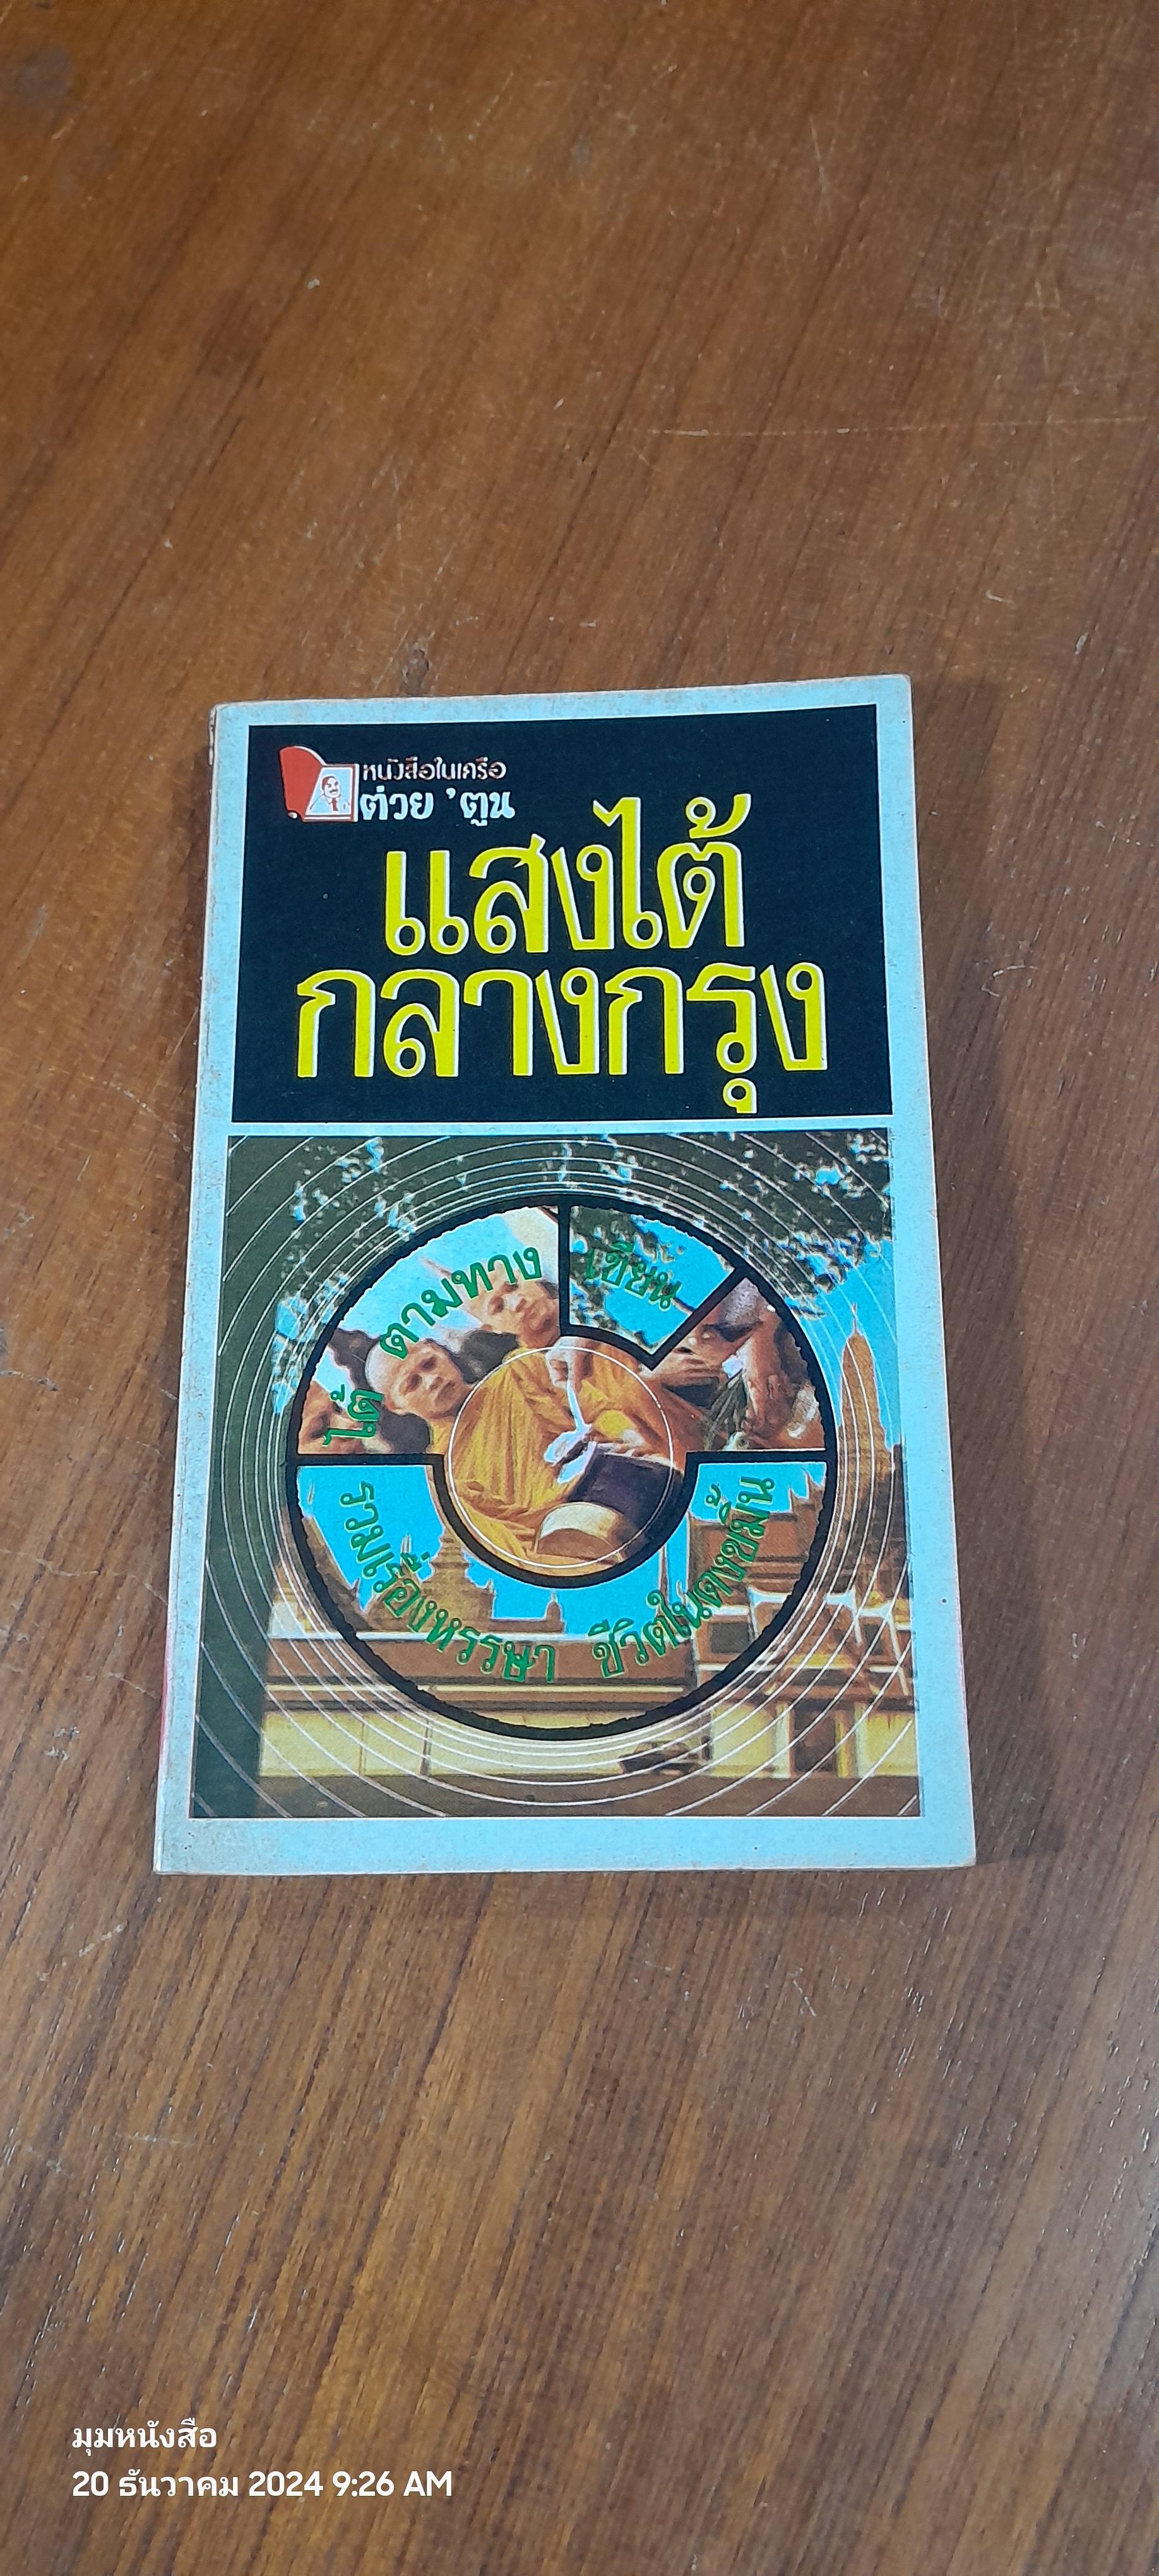 หนังสือในเครือ
ต่วย 'ตูน
แสงไต้
กลางกรุง
ไต้ ตามทาง
เขียน
รวมเรื่องหรรษา ชีวิตในดงขมิ้น
มุมหนังสือ
20 ธันวาคม 2024 9:26 AM